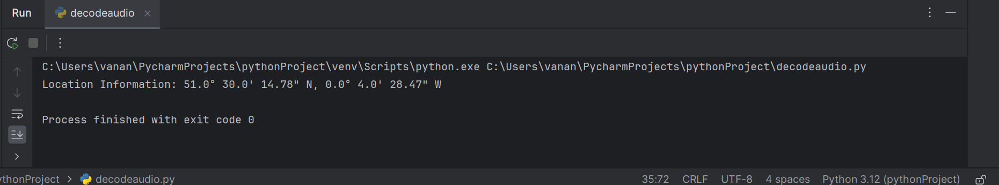 Run decodeaudio
C:\Users\vanan\PycharmProjects\pythonProject\venv\Scripts\python.exe C:\Users\vanan\PycharmProjects\pythonProject\decodeaudio.py
Location Information: 51.0° 30.0' 14.78" N, 0.0° 4.0' 28.47" W
Process finished with exit code 0
ythonProject > decodeaudio.py 35:72 CRLF UTF-8 4 spaces Python 3.12 (pythonProject)